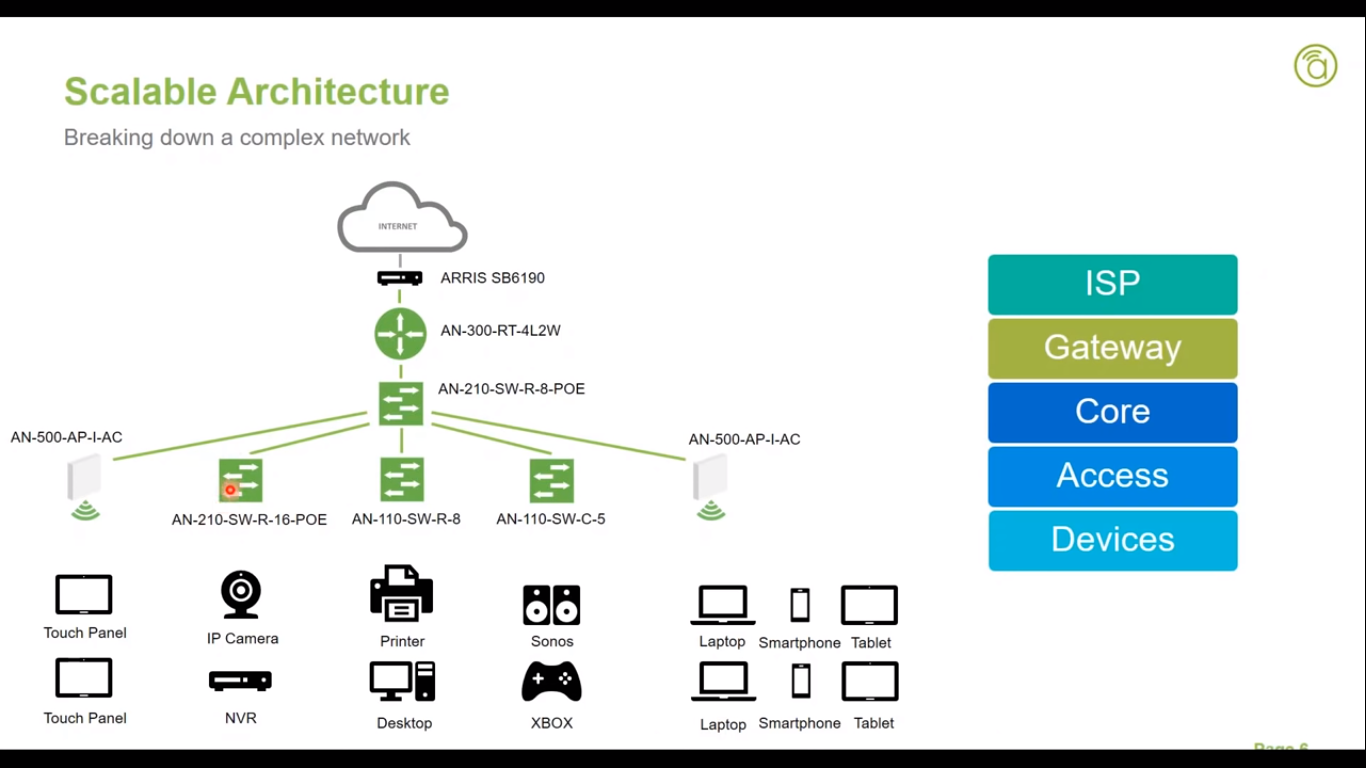 Scalable Architecture
Breaking down a complex network
INTERNET
ARRIS SB6190
AN-300-RT-4L2W
AN-210-SW-R-8-POE
AN-500-AP-I-AC
AN-500-AP-I-AC
AN-210-SW-R-16-POE
AN-110-SW-R-8
AN-110-SW-C-5
Touch Panel
IP Camera
Printer
Sonos
Laptop
Smartphone
Tablet
Touch Panel
NVR
Desktop
XBOX
Laptop
Smartphone
Tablet
ISP
Gateway
Core
Access
Devices
Page 6